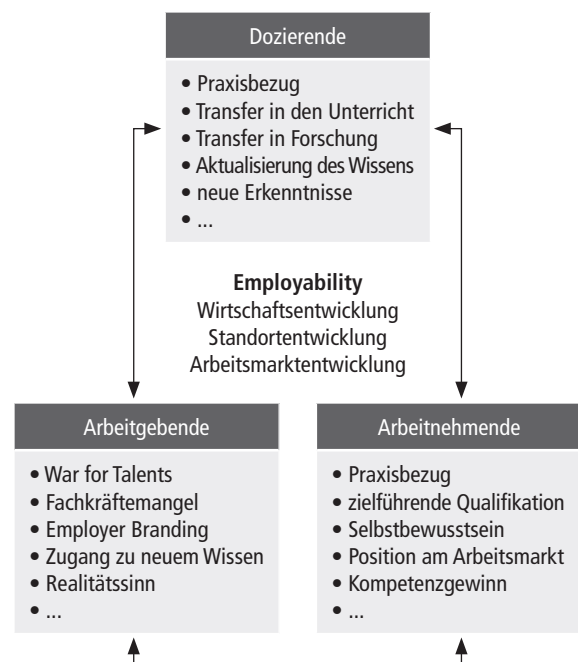 Dozierende
• Praxisbezug
• Transfer in den Unterricht
• Transfer in Forschung
• Aktualisierung des Wissens
• neue Erkenntnisse
• ...
Employability
Wirtschaftsentwicklung
Standortentwicklung
Arbeitsmarktentwicklung
Arbeitgebende
• War for Talents
• Fachkräftemangel
• Employer Branding
• Zugang zu neuem Wissen
• Realitätssinn
• ...
Arbeitnehmende
• Praxisbezug
• zielführende Qualifikation
• Selbstbewusstsein
• Position am Arbeitsmarkt
• Kompetenzgewinn
• ...